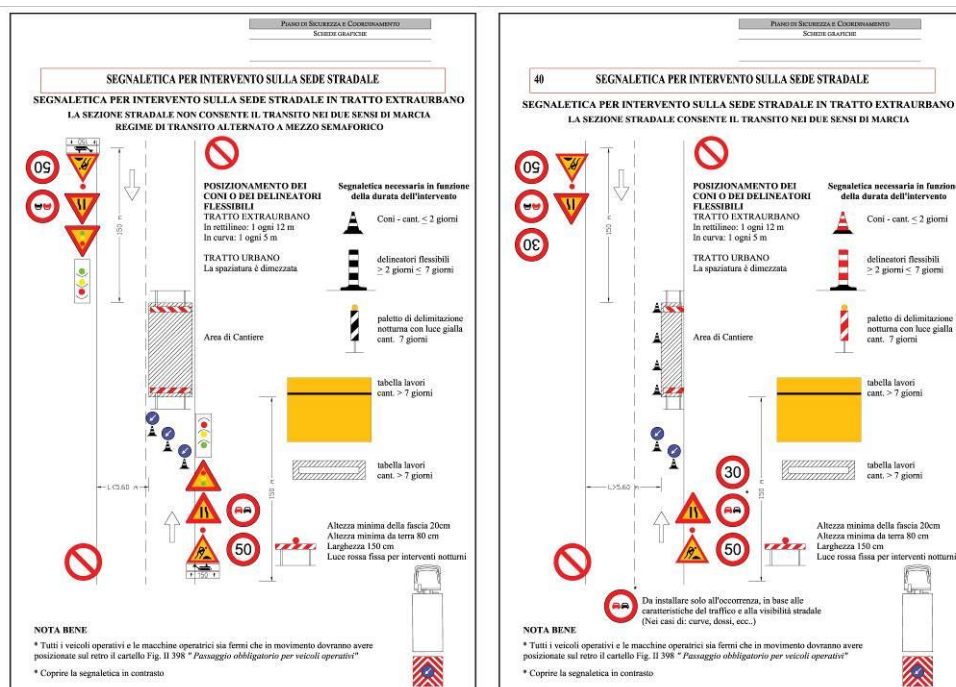 PIANO DI SICUREZZA E COORDINAMENTO
SCHEDE GRAFICHE
SEGNALETICA PER INTERVENTO SULLA SEDE STRADALE
SEGNALETICA PER INTERVENTO SULLA SEDE STRADALE IN TRATTO EXTRAURBANO
LA SEZIONE STRADALE NON CONSENTE IL TRANSITO NEI DUE SENSI DI MARCIA
REGIME DI TRANSITO ALTERNATO A MEZZO SEMAFORICO
150
50
150 m
POSIZIONAMENTO DEI
CONI O DEI DELINEATORI
FLESSIBILI
TRATTO EXTRAURBANO
In rettilineo: 1 ogni 12 m
In curva: 1 ogni 5 m
TRATTO URBANO
La spaziatura è dimezzata
Segnaletica necessaria in funzione
della durata dell'intervento
Coni - cant. ≤ 2 giorni
delineatori flessibili
≥ 2 giorni ≤ 7 giorni
paletto di delimitazione
notturna con luce gialla
cant. 7 giorni
Area di Cantiere
tabella lavori
cant. > 7 giorni
tabella lavori
cant. > 7 giorni
150 m
50
150
Altezza minima della fascia 20cm
Altezza minima da terra 80 cm
Larghezza 150 cm
Luce rossa fissa per interventi notturni
NOTA BENE
* Tutti i veicoli operativi e le macchine operatrici sia fermi che in movimento dovranno avere
posizionate sul retro il cartello Fig. II 398 " Passaggio obbligatorio per veicoli operativi"
* Coprire la segnaletica in contrasto
PIANO DI SICUREZZA E COORDINAMENTO
SCHEDE GRAFICHE
40 SEGNALETICA PER INTERVENTO SULLA SEDE STRADALE
SEGNALETICA PER INTERVENTO SULLA SEDE STRADALE IN TRATTO EXTRAURBANO
LA SEZIONE STRADALE CONSENTE IL TRANSITO NEI DUE SENSI DI MARCIA
50
30
150 m
POSIZIONAMENTO DEI
CONI O DEI DELINEATORI
FLESSIBILI
TRATTO EXTRAURBANO
In rettilineo: 1 ogni 12 m
In curva: 1 ogni 5 m
TRATTO URBANO
La spaziatura è dimezzata
Segnaletica necessaria in funzione
della durata dell'intervento
Coni - cant. ≤ 2 giorni
delineatori flessibili
≥ 2 giorni ≤ 7 giorni
paletto di delimitazione
notturna con luce gialla
cant. 7 giorni
Area di Cantiere
tabella lavori
cant. > 7 giorni
tabella lavori
cant. > 7 giorni
L>5,60 m
150 m
30
50
Altezza minima della fascia 20cm
Altezza minima da terra 80 cm
Larghezza 150 cm
Luce rossa fissa per interventi notturni
Da installare solo all'occorrenza, in base alle
caratteristiche del traffico e alla visibilità stradale
(Nei casi di: curve, dossi, ecc..)
NOTA BENE
* Tutti i veicoli operativi e le macchine operatrici sia fermi che in movimento dovranno avere
posizionate sul retro il cartello Fig. II 398 " Passaggio obbligatorio per veicoli operativi"
* Coprire la segnaletica in contrasto